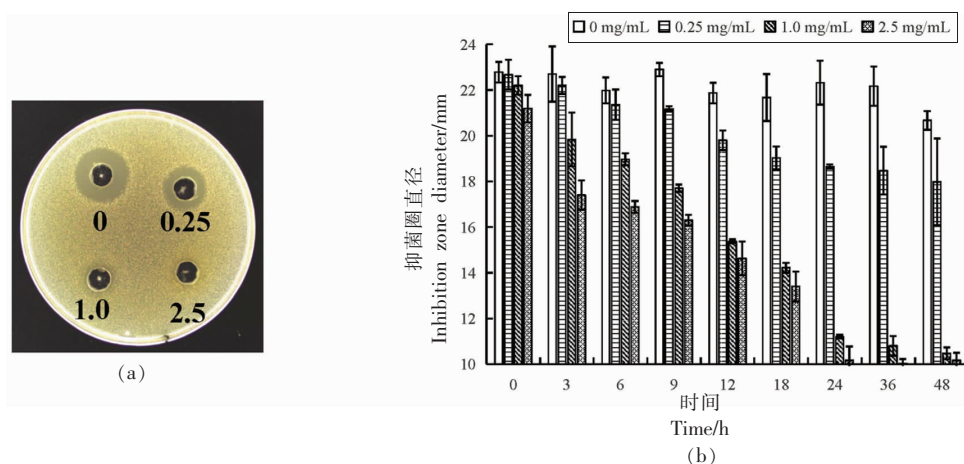 0 mg/mL 0.25 mg/mL 1.0 mg/mL 2.5 mg/mL
0
0.25
1.0
2.5
(a)
抑菌圈直径
Inhibition zone diameter/mm
24
22
20
18
16
14
12
10
0 3 6 9 12 18 24 36 48
时间
Time/h
(b)